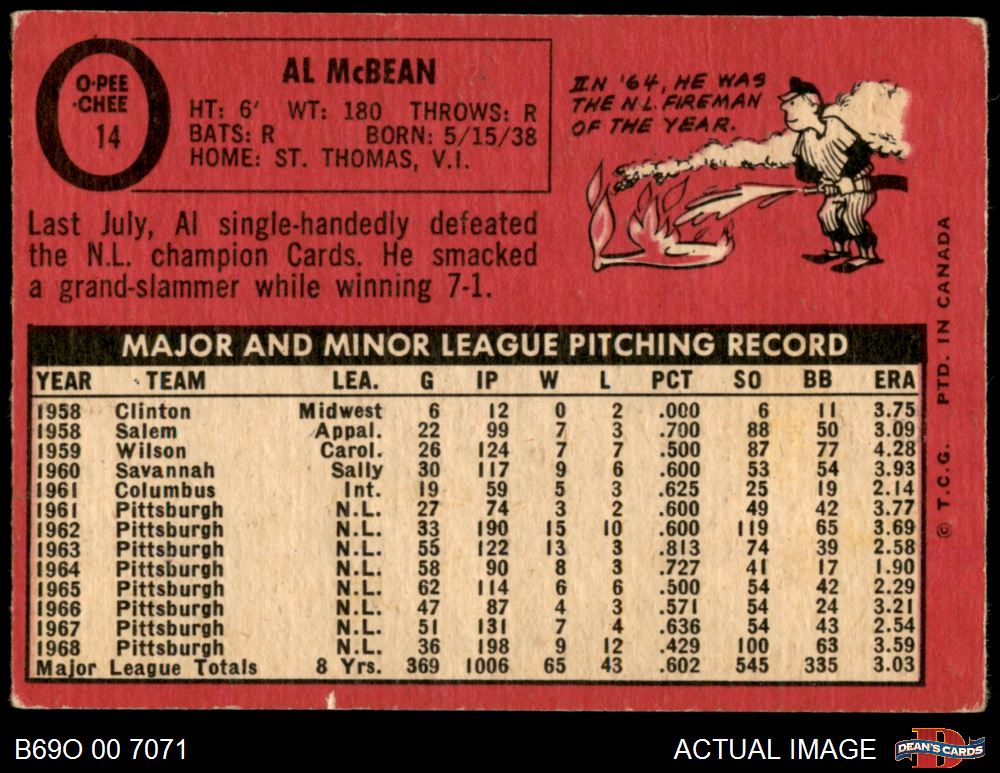 O-PEE
-CHEE
14
AL McBEAN
HT: 6' WT: 180 THROWS: R
BATS: R BORN: 5/15/38
HOME: ST. THOMAS, V.I.
IN '64, HE WAS
THE N.L. FIREMAN
OF THE YEAR.
Last July, Al single-handedly defeated
the N.L. champion Cards. He smacked
a grand-slammer while winning 7-1.
MAJOR AND MINOR LEAGUE PITCHING RECORD
YEAR TEAM LEA. G IP W L PCT SO BB ERA
1958 Clinton Midwest 6 12 0 2 .000 6 11 3.75
1958 Salem Appal. 22 99 7 3 .700 88 50 3.09
1959 Wilson Carol. 26 124 7 7 .500 87 77 4.28
1960 Savannah Sally 30 117 9 6 .600 53 54 3.93
1961 Columbus Int. 19 59 5 3 .625 25 19 2.14
1961 Pittsburgh N.L. 27 74 3 2 .600 49 42 3.77
1962 Pittsburgh N.L. 33 190 15 10 .600 119 65 3.69
1963 Pittsburgh N.L. 55 122 13 3 .813 74 39 2.58
1964 Pittsburgh N.L. 58 90 8 3 .727 41 17 1.90
1965 Pittsburgh N.L. 62 114 6 6 .500 54 42 2.29
1966 Pittsburgh N.L. 47 87 4 3 .571 54 24 3.21
1967 Pittsburgh N.L. 51 131 7 4 .636 54 43 2.54
1968 Pittsburgh N.L. 36 198 9 12 .429 100 63 3.59
Major League Totals 8 Yrs. 369 1006 65 43 .602 545 335 3.03
© T.C.G. PTD. IN CANADA
B69O 00 7071
ACTUAL IMAGE
D
DEAN'S CARDS